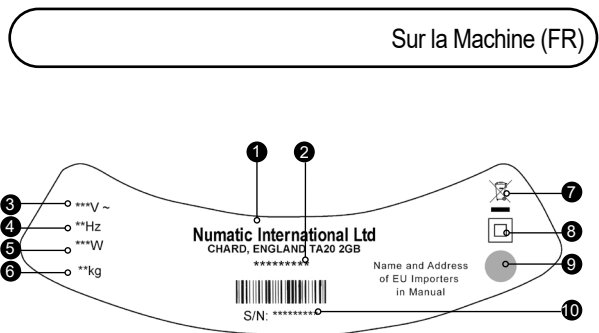 Sur la Machine (FR)
1
2
3
***V ~
4
**Hz
5
***W
6
**kg
Numatic International Ltd
CHARD, ENGLAND TA20 2GB
*********
S/N: *********
Name and Address
of EU Importers
in Manual
7
8
9
10